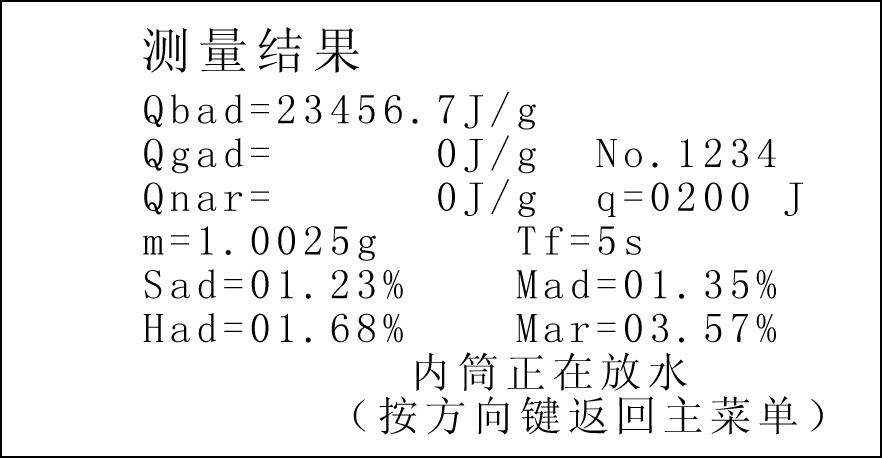 测量结果
Qbad=23456.7J/g
Qgad=      0J/g  No.1234
Qnar=      0J/g  q=0200 J
m=1.0025g     Tf=5s
Sad=01.23%    Mad=01.35%
Had=01.68%    Mar=03.57%
内筒正在放水
（按方向键返回主菜单）